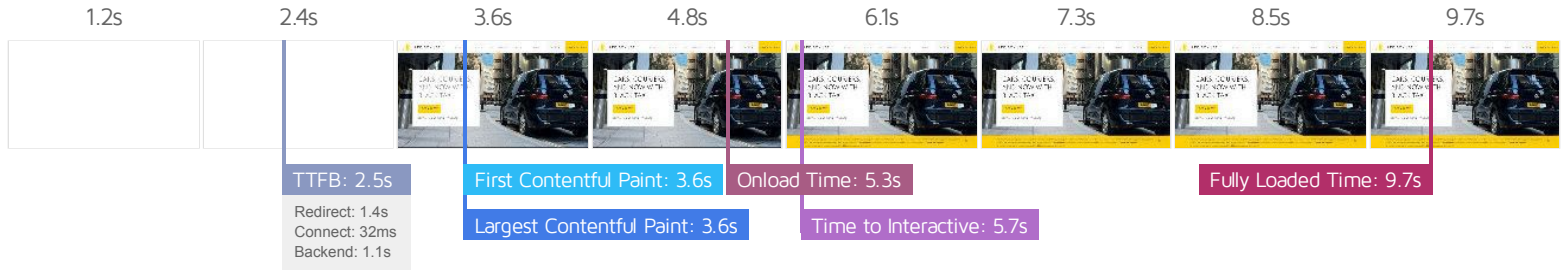 1.2s
2.4s
3.6s
4.8s
6.1s
7.3s
8.5s
9.7s
TTFB: 2.5s
Redirect: 1.4s
Connect: 32ms
Backend: 1.1s
First Contentful Paint: 3.6s
Largest Contentful Paint: 3.6s
Onload Time: 5.3s
Time to Interactive: 5.7s
Fully Loaded Time: 9.7s